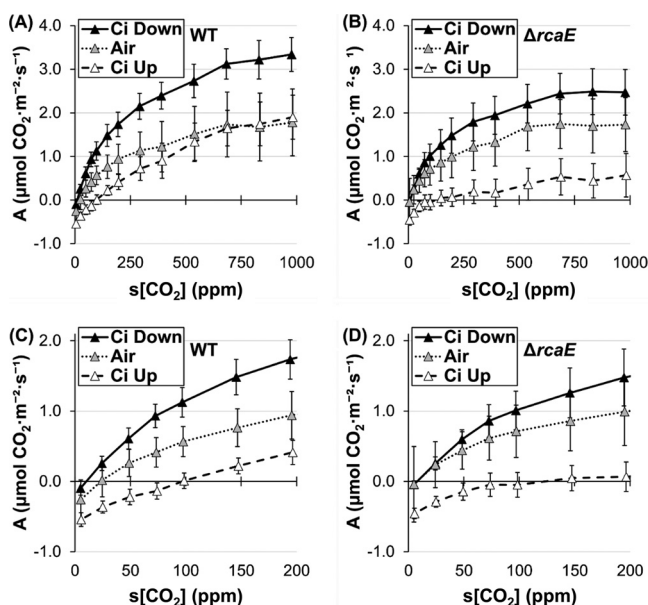 (A)
Ci Down
Air
Ci Up
WT
A (µmol CO₂·m⁻²·s⁻¹)
4.0
3.0
2.0
1.0
0.0
-1.0
0
250
500
750
1000
s[CO₂] (ppm)
(B)
Ci Down
Air
Ci Up
ΔrcaE
A (µmol CO₂·m⁻²·s⁻¹)
4.0
3.0
2.0
1.0
0.0
-1.0
0
250
500
750
1000
s[CO₂] (ppm)
(C)
Ci Down
Air
Ci Up
WT
A (µmol CO₂·m⁻²·s⁻¹)
2.0
1.0
0.0
-1.0
0
50
100
150
200
s[CO₂] (ppm)
(D)
Ci Down
Air
Ci Up
ΔrcaE
A (µmol CO₂·m⁻²·s⁻¹)
2.0
1.0
0.0
-1.0
0
50
100
150
200
s[CO₂] (ppm)